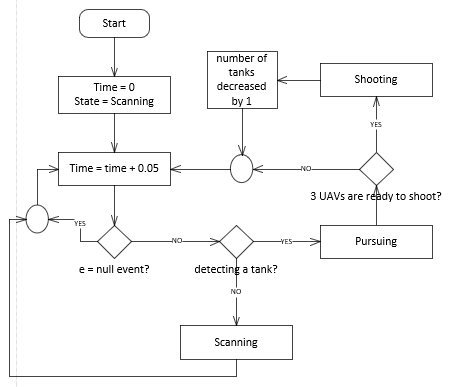 Start
number of
tanks
decreased
by 1
Shooting
Time = 0
State = Scanning
YES
Time = time + 0.05
NO
3 UAVs are ready to shoot?
YES
NO
YES
Pursuing
e = null event?
detecting a tank?
NO
Scanning